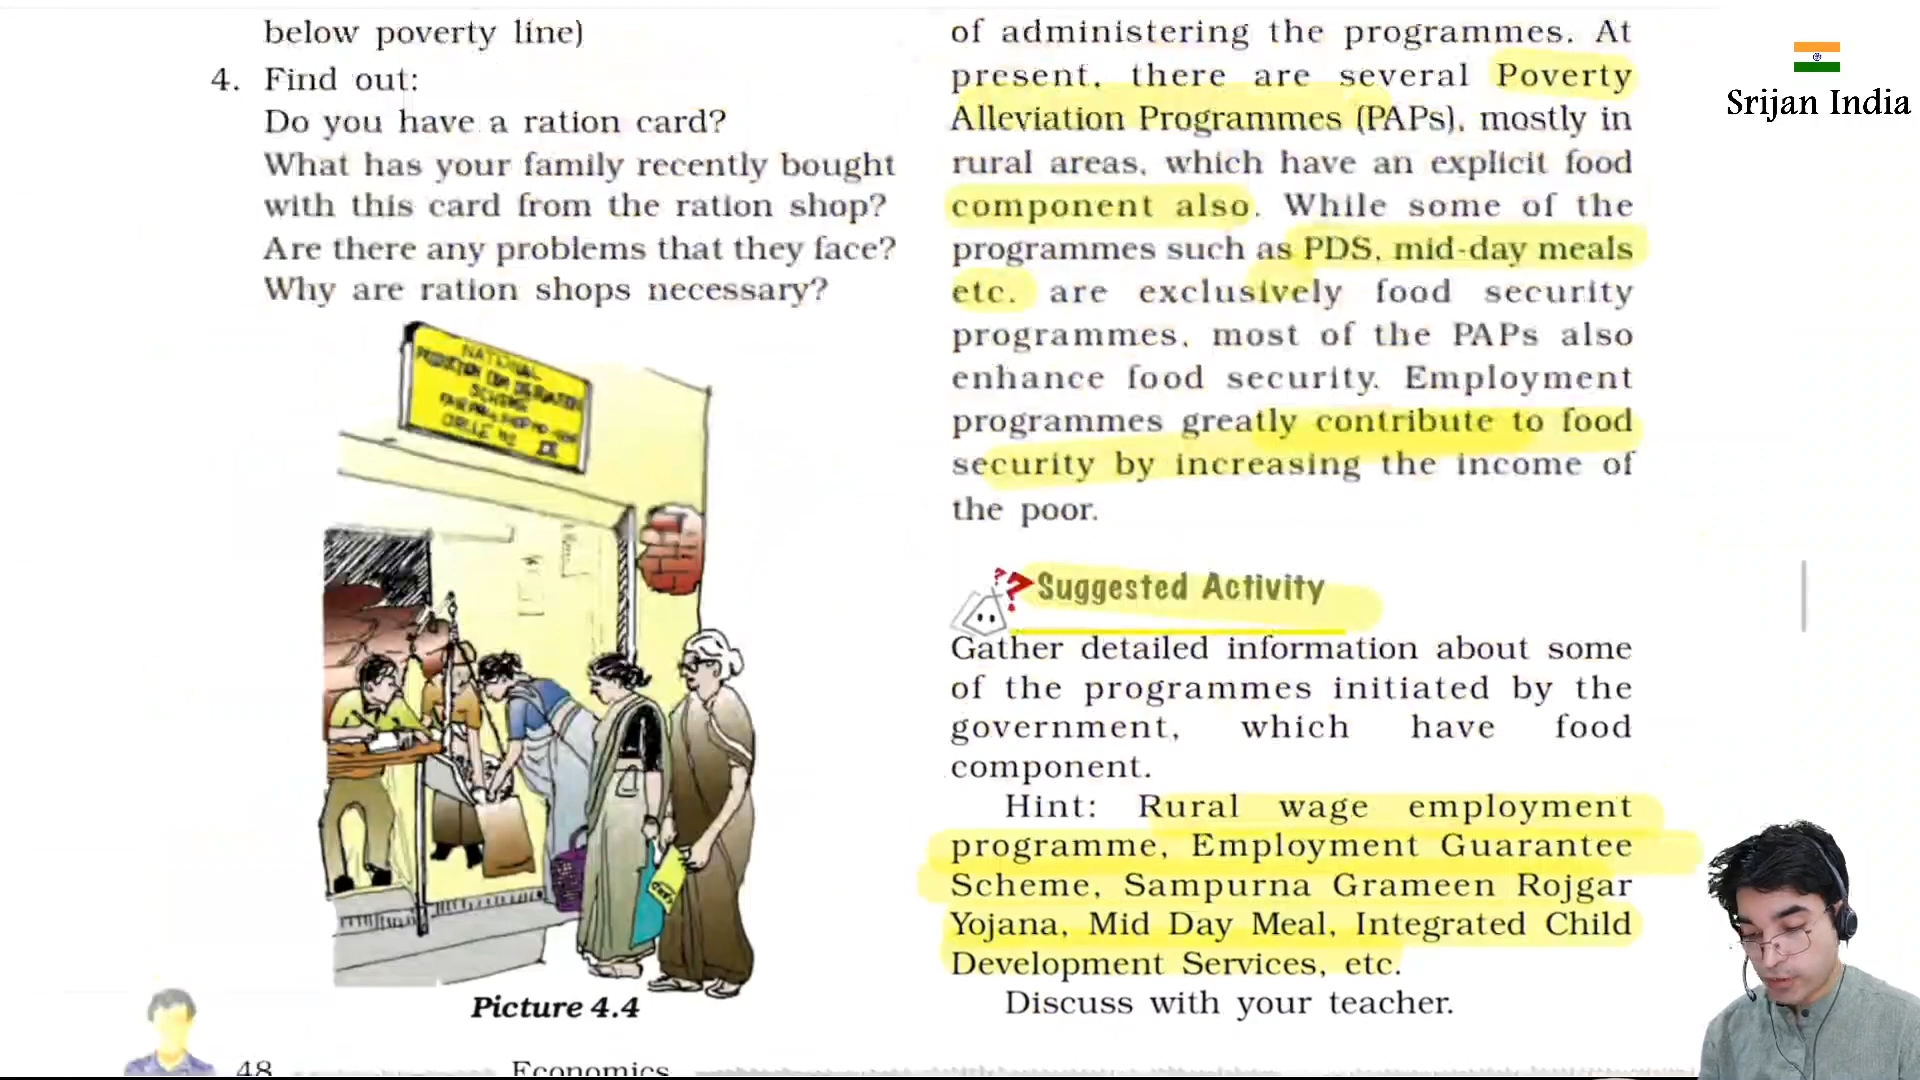 below poverty line)
4. Find out:
Do you have a ration card?
What has your family recently bought
with this card from the ration shop?
Are there any problems that they face?
Why are ration shops necessary?
NATIONAL
SCHEME
Picture 4.4
48 Economics
of administering the programmes. At
present, there are several Poverty
Alleviation Programmes (PAPs), mostly in
rural areas, which have an explicit food
component also. While some of the
programmes such as PDS, mid-day meals
etc. are exclusively food security
programmes, most of the PAPs also
enhance food security. Employment
programmes greatly contribute to food
security by increasing the income of
the poor.
Suggested Activity
Gather detailed information about some
of the programmes initiated by the
government, which have food
component.
Hint: Rural wage employment
programme, Employment Guarantee
Scheme, Sampurna Grameen Rojgar
Yojana, Mid Day Meal, Integrated Child
Development Services, etc.
Discuss with your teacher.
Srijan India